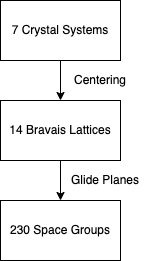 7 Crystal Systems
Centering
14 Bravais Lattices
Glide Planes
230 Space Groups